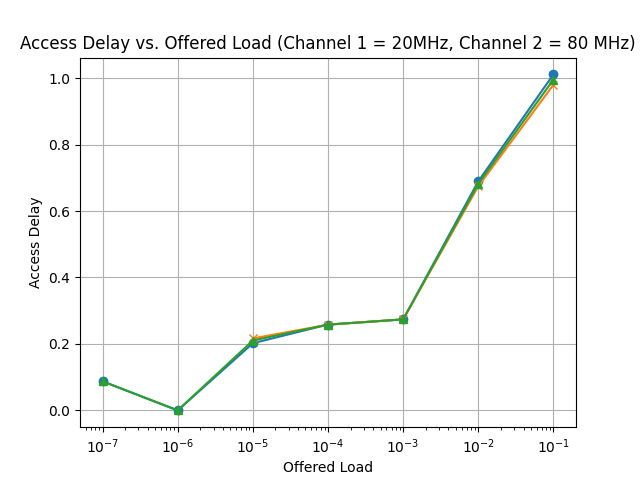 Access Delay vs. Offered Load (Channel 1 = 20MHz, Channel 2 = 80 MHz)
1.0
0.8
0.6
0.4
0.2
0.0
Access Delay
10⁻⁷ 10⁻⁶ 10⁻⁵ 10⁻⁴ 10⁻³ 10⁻² 10⁻¹
Offered Load